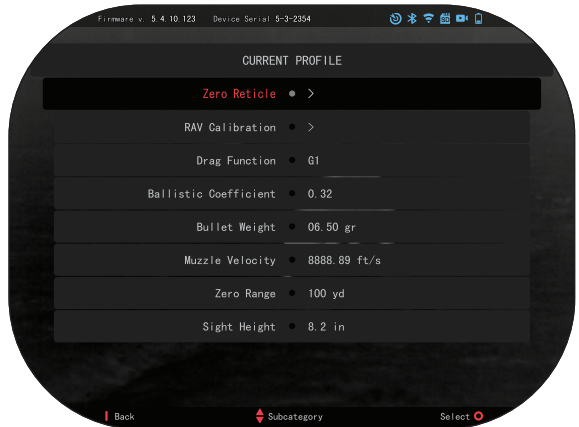 Firmware v. 5.4.10.123 Device Serial 5-3-2354
CURRENT PROFILE
Zero Reticle >
RAV Calibration >
Drag Function G1
Ballistic Coefficient 0.32
Bullet Weight 06.50 gr
Muzzle Velocity 8888.89 ft/s
Zero Range 100 yd
Sight Height 8.2 in
Back Subcategory Select